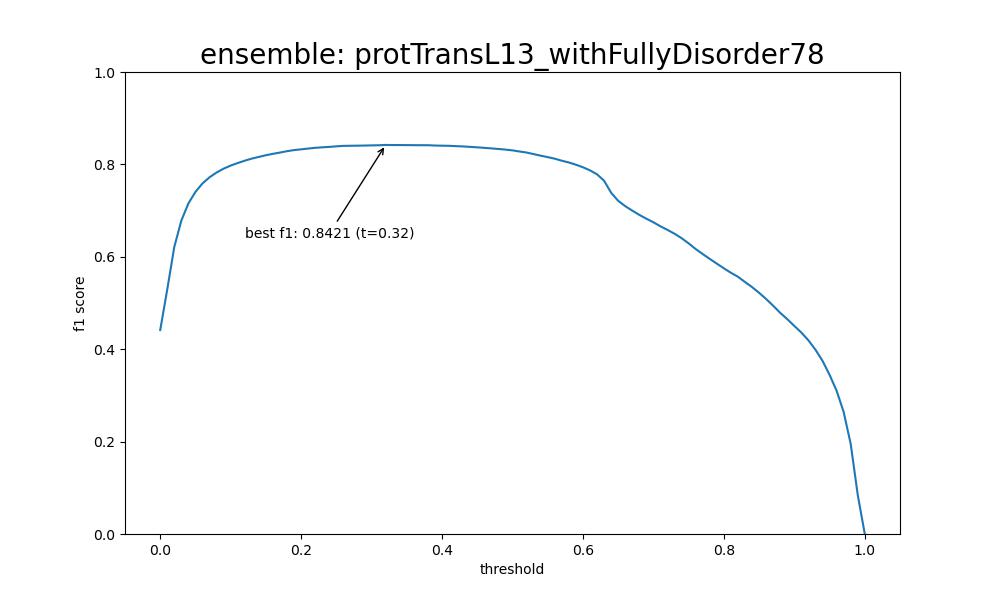 ensemble: protTransL13_withFullyDisorder78
1.0
0.8
best f1: 0.8421 (t=0.32)
0.6
f1 score
0.4
0.2
0.0
0.0 0.2 0.4 0.6 0.8 1.0
threshold